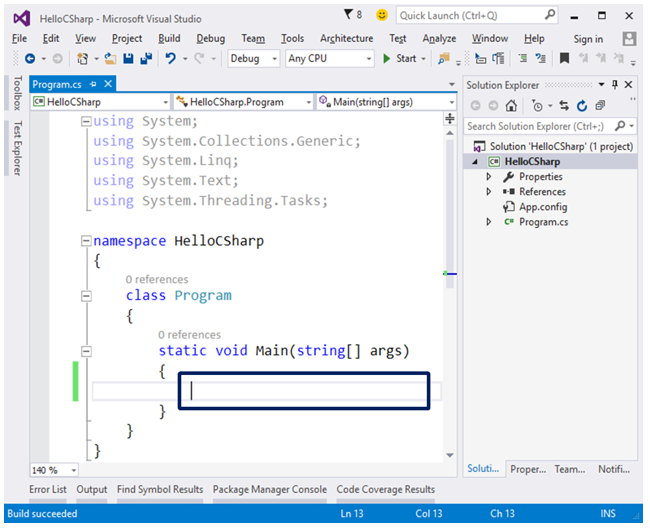 HelloCSharp - Microsoft Visual Studio
8
Quick Launch (Ctrl+Q)
File Edit View Project Build Debug Team Tools Architecture Test Analyze Window Help Sign in
Debug Any CPU Start
Toolbox
Test Explorer
Program.cs
HelloCSharp HelloCSharp.Program Main(string[] args)
using System;
using System.Collections.Generic;
using System.Linq;
using System.Text;
using System.Threading.Tasks;
namespace HelloCSharp
{
0 references
class Program
{
0 references
static void Main(string[] args)
{
}
}
}
140 %
Solution Explorer
Search Solution Explorer (Ctrl+;)
Solution 'HelloCSharp' (1 project)
C# HelloCSharp
Properties
References
App.config
C# Program.cs
Soluti... Proper... Team... Notifi...
Error List Output Find Symbol Results Package Manager Console Code Coverage Results
Build succeeded Ln 13 Col 13 Ch 13 INS